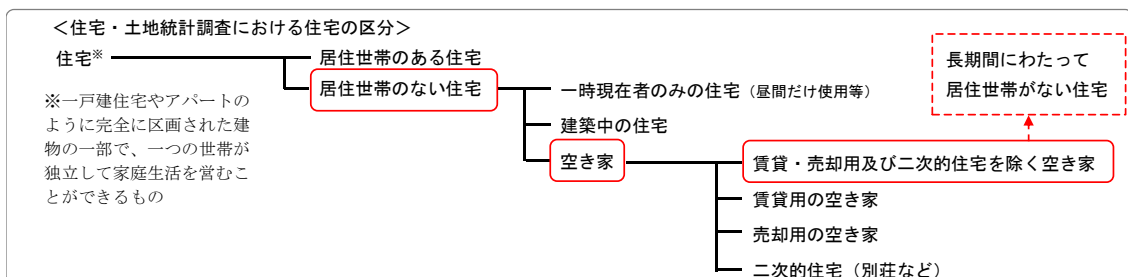 ＜住宅・土地統計調査における住宅の区分＞
住宅※
居住世帯のある住宅
居住世帯のない住宅
※一戸建住宅やアパートの
ように完全に区画された建
物の一部で、一つの世帯が
独立して家庭生活を営むこ
とができるもの
一時現在者のみの住宅（昼間だけ使用等）
建築中の住宅
空き家
長期間にわたって
居住世帯がない住宅
賃貸・売却用及び二次的住宅を除く空き家
賃貸用の空き家
売却用の空き家
二次的住宅（別荘など）